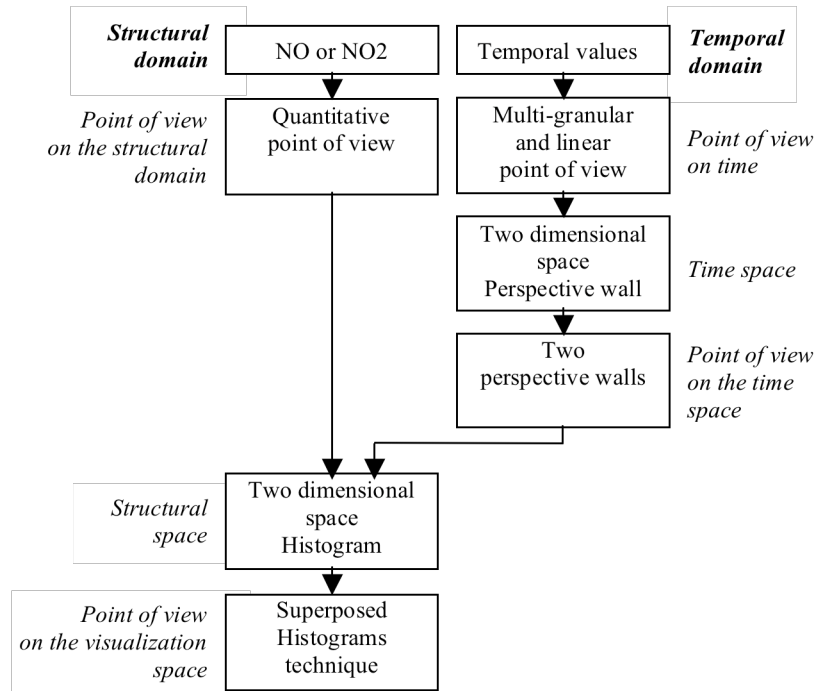 Structural
domain
NO or NO2
Temporal values
Temporal
domain
Point of view
on the structural
domain
Quantitative
point of view
Multi-granular
and linear
point of view
Point of view
on time
Two dimensional
space
Perspective wall
Time space
Two
perspective walls
Point of view
on the time
space
Structural
space
Two dimensional
space
Histogram
Point of view
on the visualization
space
Superposed
Histograms
technique